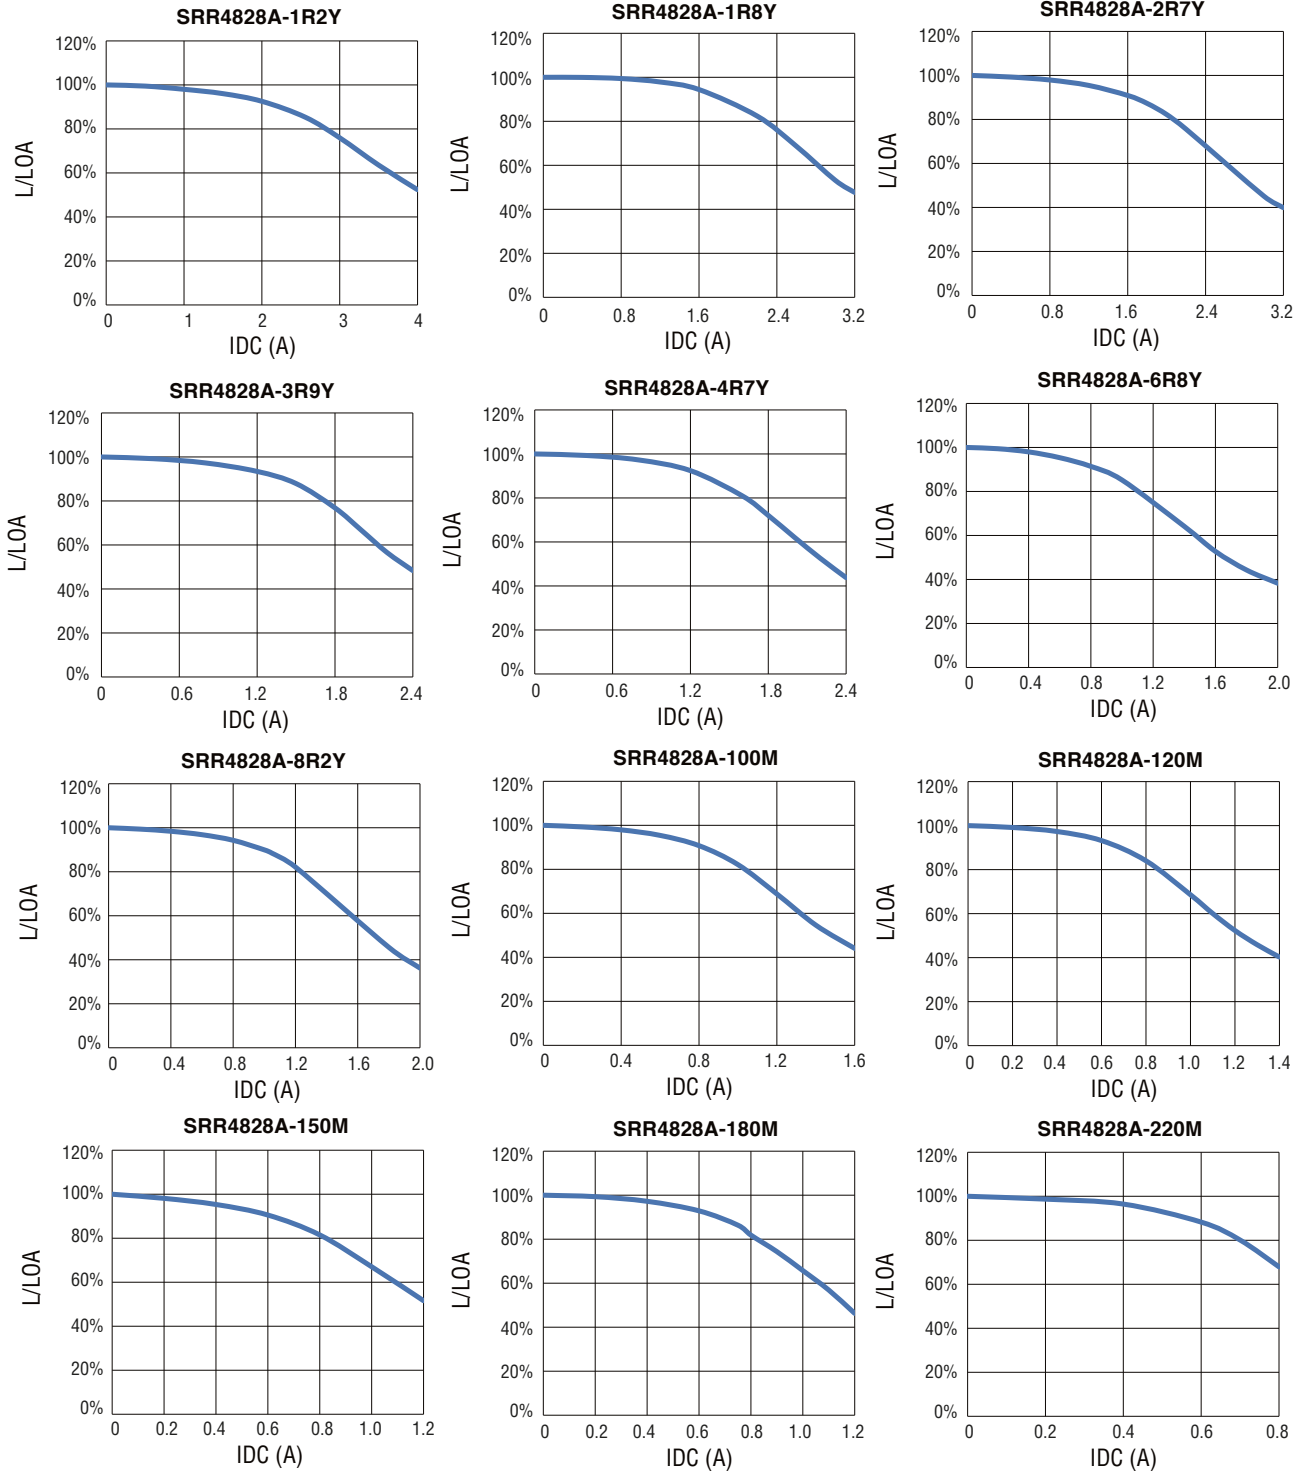 SRR4828A-1R2Y
120%
100%
80%
60%
40%
20%
0%
L/LOA
0 1 2 3 4
IDC (A)
SRR4828A-1R8Y
120%
100%
80%
60%
40%
20%
0%
L/LOA
0 0.8 1.6 2.4 3.2
IDC (A)
SRR4828A-2R7Y
120%
100%
80%
60%
40%
20%
0%
L/LOA
0 0.8 1.6 2.4 3.2
IDC (A)
SRR4828A-3R9Y
120%
100%
80%
60%
40%
20%
0%
L/LOA
0 0.6 1.2 1.8 2.4
IDC (A)
SRR4828A-4R7Y
120%
100%
80%
60%
40%
20%
0%
L/LOA
0 0.6 1.2 1.8 2.4
IDC (A)
SRR4828A-6R8Y
120%
100%
80%
60%
40%
20%
0%
L/LOA
0 0.4 0.8 1.2 1.6 2.0
IDC (A)
SRR4828A-8R2Y
120%
100%
80%
60%
40%
20%
0%
L/LOA
0 0.4 0.8 1.2 1.6 2.0
IDC (A)
SRR4828A-100M
120%
100%
80%
60%
40%
20%
0%
L/LOA
0 0.4 0.8 1.2 1.6
IDC (A)
SRR4828A-120M
120%
100%
80%
60%
40%
20%
0%
L/LOA
0 0.2 0.4 0.6 0.8 1.0 1.2 1.4
IDC (A)
SRR4828A-150M
120%
100%
80%
60%
40%
20%
0%
L/LOA
0 0.2 0.4 0.6 0.8 1.0 1.2
IDC (A)
SRR4828A-180M
120%
100%
80%
60%
40%
20%
0%
L/LOA
0 0.2 0.4 0.6 0.8 1.0 1.2
IDC (A)
SRR4828A-220M
120%
100%
80%
60%
40%
20%
0%
L/LOA
0 0.2 0.4 0.6 0.8
IDC (A)